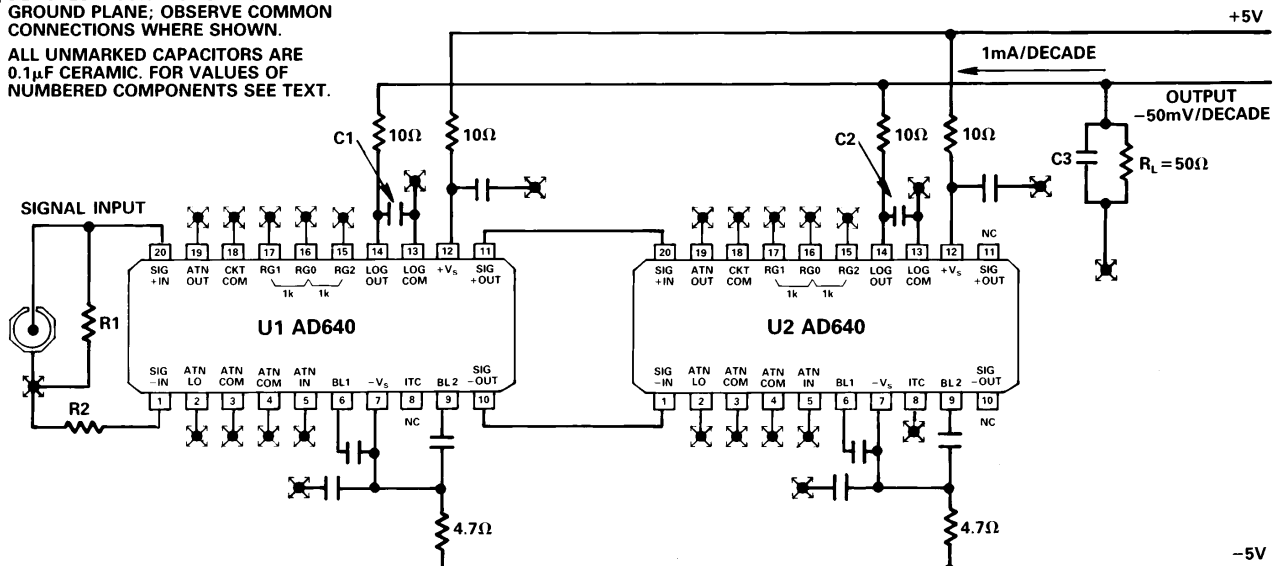 GROUND PLANE; OBSERVE COMMON
CONNECTIONS WHERE SHOWN.
ALL UNMARKED CAPACITORS ARE
0.1µF CERAMIC. FOR VALUES OF
NUMBERED COMPONENTS SEE TEXT.
+5V
1mA/DECADE
OUTPUT
−50mV/DECADE
C1
10Ω
10Ω
C2
10Ω
10Ω
C3
R_L = 50Ω
SIGNAL INPUT
R1
R2
20 19 18 17 16 15 14 13 12 11
SIG +IN
ATN OUT
CKT COM
RG1
RG0
RG2
LOG OUT
LOG COM
+V_S
SIG +OUT
1k 1k
U1 AD640
SIG −IN
ATN LO
ATN COM
ATN COM
ATN IN
BL1
−V_S
ITC
BL2
SIG −OUT
1 2 3 4 5 6 7 8 9 10
NC
4.7Ω
NC
20 19 18 17 16 15 14 13 12 11
SIG +IN
ATN OUT
CKT COM
RG1
RG0
RG2
LOG OUT
LOG COM
+V_S
SIG +OUT
1k 1k
U2 AD640
SIG −IN
ATN LO
ATN COM
ATN COM
ATN IN
BL1
−V_S
ITC
BL2
SIG −OUT
1 2 3 4 5 6 7 8 9 10
NC
4.7Ω
−5V